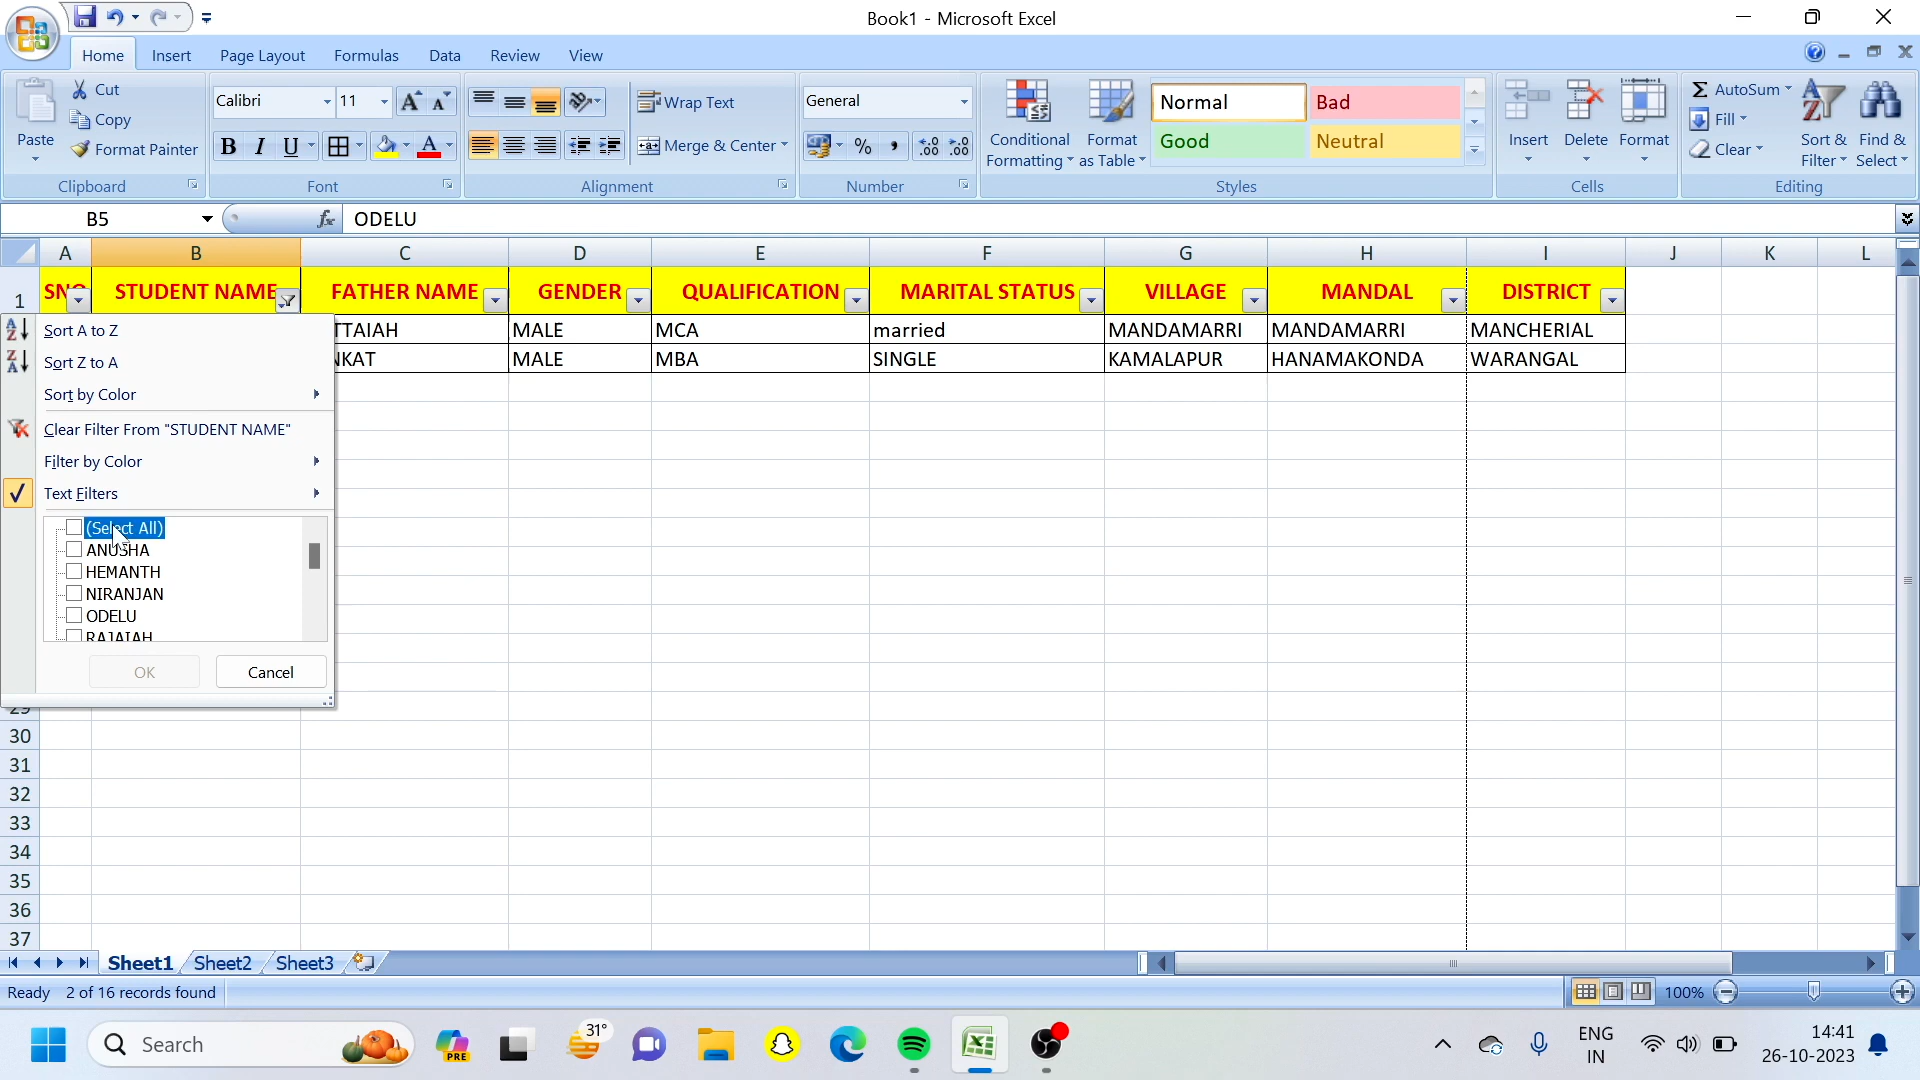 Book1 - Microsoft Excel
Home Insert Page Layout Formulas Data Review View
Cut
Copy
Format Painter
Paste
Clipboard
Calibri 11
B I U
Font
Wrap Text
Merge & Center
Alignment
General
%
Number
Conditional Formatting
Format as Table
Normal Bad
Good Neutral
Styles
Insert Delete Format
Cells
AutoSum
Fill
Clear
Sort & Filter
Find & Select
Editing
B5 fx ODELU
A B C D E F G H I J K L
1 STUDENT NAME FATHER NAME GENDER QUALIFICATION MARITAL STATUS VILLAGE MANDAL DISTRICT
TTAIAH MALE MCA married MANDAMARRI MANDAMARRI MANCHERIAL
NKAT MALE MBA SINGLE KAMALAPUR HANAMAKONDA WARANGAL
Sort A to Z
Sort Z to A
Sort by Color
Clear Filter From "STUDENT NAME"
Filter by Color
Text Filters
(Select All)
ANUSHA
HEMANTH
NIRANJAN
ODELU
RAJAIAH
OK Cancel
29
30
31
32
33
34
35
36
37
Sheet1 Sheet2 Sheet3
Ready 2 of 16 records found 100%
Search 31° PRE ENG IN 14:41 26-10-2023